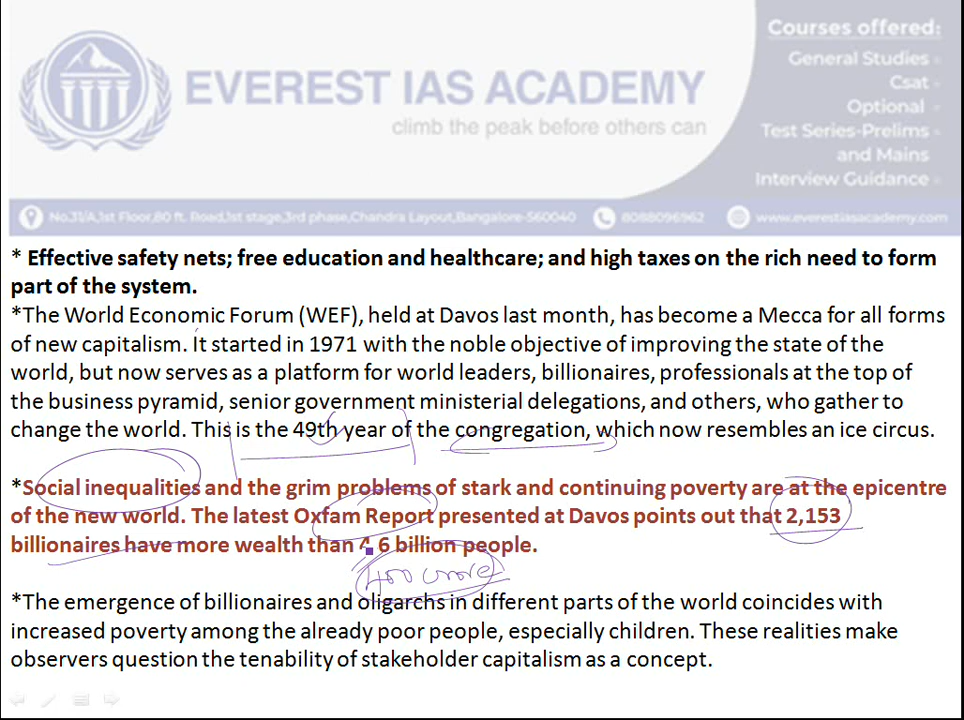 Courses offered:
General Studies
Csat
EVEREST IAS ACADEMY
Optional
climb the peak before others can
Test Series-Prelims
and Mains
Interview Guidance
No.31/A,1st Floor,80 ft. Road,1st stage,3rd phase,Chandra Layout,Bangalore-560040 8088096962 www.everestiasacademy.com
* Effective safety nets; free education and healthcare; and high taxes on the rich need to form
part of the system.
*The World Economic Forum (WEF), held at Davos last month, has become a Mecca for all forms
of new capitalism. It started in 1971 with the noble objective of improving the state of the
world, but now serves as a platform for world leaders, billionaires, professionals at the top of
the business pyramid, senior government ministerial delegations, and others, who gather to
change the world. This is the 49th year of the congregation, which now resembles an ice circus.
*Social inequalities and the grim problems of stark and continuing poverty are at the epicentre
of the new world. The latest Oxfam Report presented at Davos points out that 2,153
billionaires have more wealth than 4.6 billion people.
400 crore
*The emergence of billionaires and oligarchs in different parts of the world coincides with
increased poverty among the already poor people, especially children. These realities make
observers question the tenability of stakeholder capitalism as a concept.